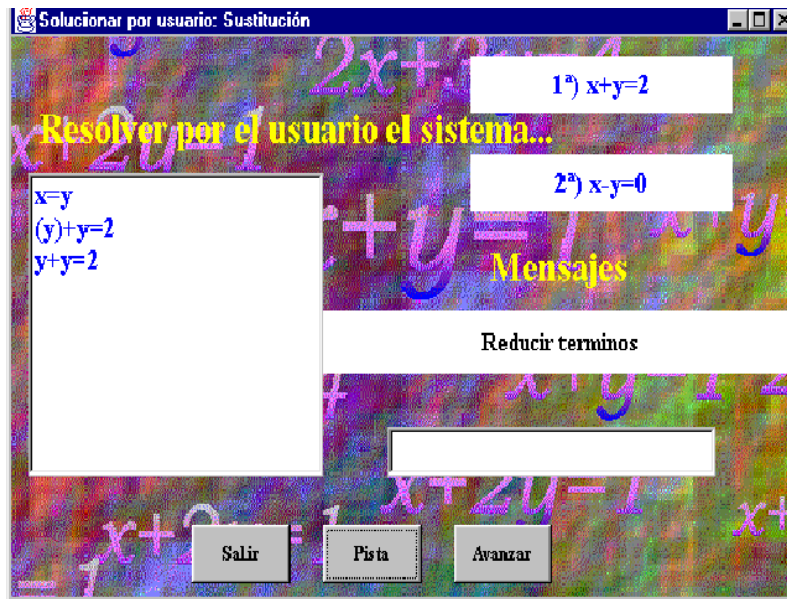 Solucionar por usuario: Sustitución
1ª) x+y=2
Resolver por el usuario el sistema...
2ª) x-y=0
x=y
(y)+y=2
y+y=2
Mensajes
Reducir terminos
Salir
Pista
Avanzar